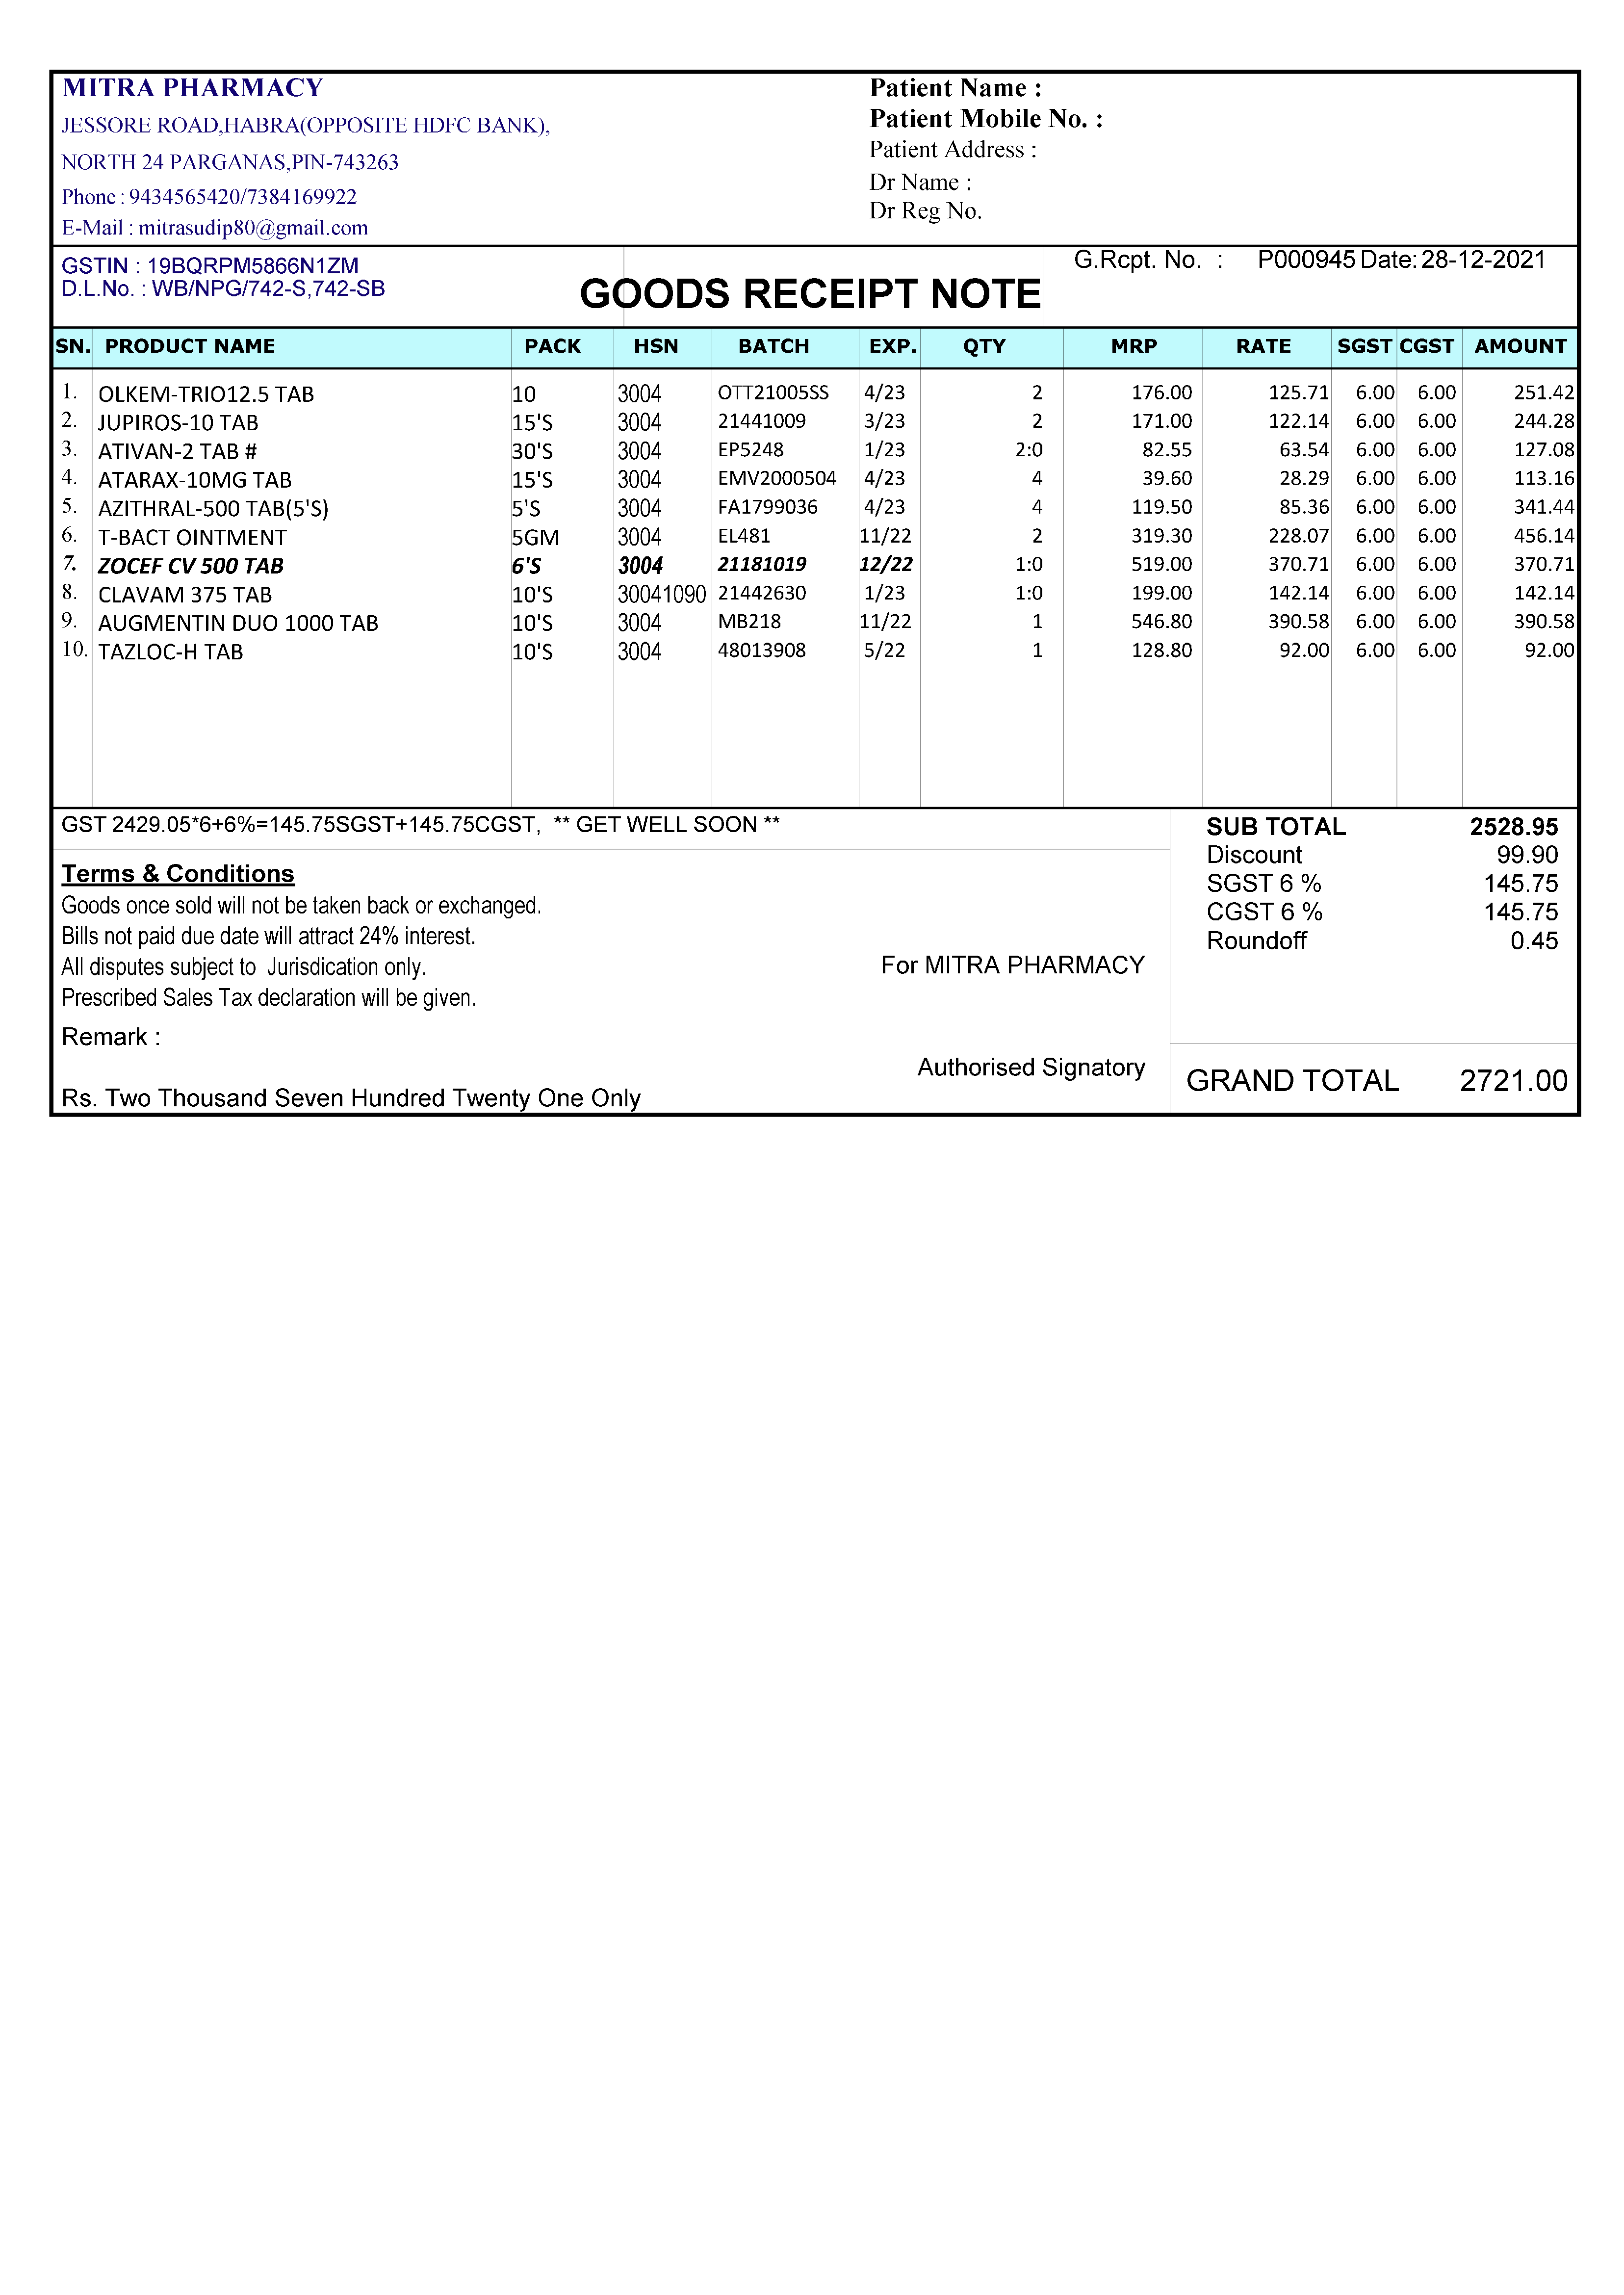 MITRA PHARMACY
JESSORE ROAD,HABRA(OPPOSITE HDFC BANK),
NORTH 24 PARGANAS,PIN-743263
Phone : 9434565420/7384169922
E-Mail : mitrasudip80@gmail.com
Patient Name :
Patient Mobile No. :
Patient Address :
Dr Name :
Dr Reg No.
GSTIN : 19BQRPM5866N1ZM
D.L.No. : WB/NPG/742-S,742-SB
GOODS RECEIPT NOTE
G.Rcpt. No. : P000945 Date: 28-12-2021
SN. PRODUCT NAME PACK HSN BATCH EXP. QTY MRP RATE SGST CGST AMOUNT
1. OLKEM-TRIO12.5 TAB 10 3004 OTT21005SS 4/23 2 176.00 125.71 6.00 6.00 251.42
2. JUPIROS-10 TAB 15'S 3004 21441009 3/23 2 171.00 122.14 6.00 6.00 244.28
3. ATIVAN-2 TAB # 30'S 3004 EP5248 1/23 2:0 82.55 63.54 6.00 6.00 127.08
4. ATARAX-10MG TAB 15'S 3004 EMV2000504 4/23 4 39.60 28.29 6.00 6.00 113.16
5. AZITHRAL-500 TAB(5'S) 5'S 3004 FA1799036 4/23 4 119.50 85.36 6.00 6.00 341.44
6. T-BACT OINTMENT 5GM 3004 EL481 11/22 2 319.30 228.07 6.00 6.00 456.14
7. ZOCEF CV 500 TAB 6'S 3004 21181019 12/22 1:0 519.00 370.71 6.00 6.00 370.71
8. CLAVAM 375 TAB 10'S 30041090 21442630 1/23 1:0 199.00 142.14 6.00 6.00 142.14
9. AUGMENTIN DUO 1000 TAB 10'S 3004 MB218 11/22 1 546.80 390.58 6.00 6.00 390.58
10. TAZLOC-H TAB 10'S 3004 48013908 5/22 1 128.80 92.00 6.00 6.00 92.00
GST 2429.05*6+6%=145.75SGST+145.75CGST, ** GET WELL SOON **
Terms & Conditions
Goods once sold will not be taken back or exchanged.
Bills not paid due date will attract 24% interest.
All disputes subject to Jurisdication only.
Prescribed Sales Tax declaration will be given.
Remark :
Rs. Two Thousand Seven Hundred Twenty One Only
For MITRA PHARMACY
Authorised Signatory
SUB TOTAL 2528.95
Discount 99.90
SGST 6 % 145.75
CGST 6 % 145.75
Roundoff 0.45
GRAND TOTAL 2721.00